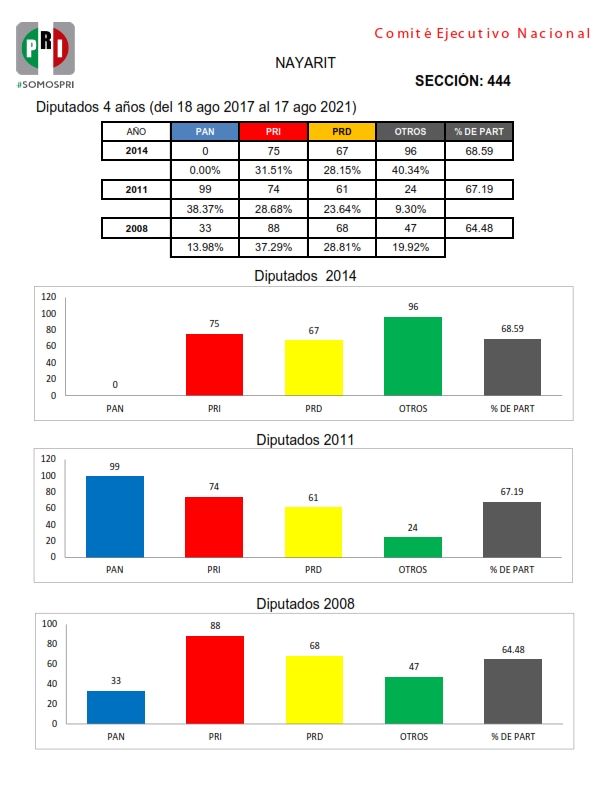 Comité Ejecutivo Nacional
PRI
#SOMOSPRI
NAYARIT
SECCIÓN: 444
Diputados 4 años (del 18 ago 2017 al 17 ago 2021)
AÑO PAN PRI PRD OTROS % DE PART
2014 0 75 67 96 68.59
0.00% 31.51% 28.15% 40.34%
2011 99 74 61 24 67.19
38.37% 28.68% 23.64% 9.30%
2008 33 88 68 47 64.48
13.98% 37.29% 28.81% 19.92%
Diputados 2014
120
100
80
60
40
20
0
0 75 67 96 68.59
PAN PRI PRD OTROS % DE PART
Diputados 2011
120
100
80
60
40
20
0
99 74 61 24 67.19
PAN PRI PRD OTROS % DE PART
Diputados 2008
100
80
60
40
20
0
33 88 68 47 64.48
PAN PRI PRD OTROS % DE PART